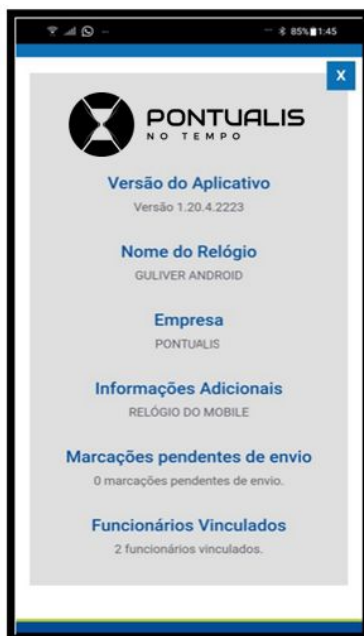 85% 1:45
X
PONTUALIS
NO TEMPO
Versão do Aplicativo
Versão 1.20.4.2223
Nome do Relógio
GULIVER ANDROID
Empresa
PONTUALIS
Informações Adicionais
RELÓGIO DO MOBILE
Marcações pendentes de envio
0 marcações pendentes de envio.
Funcionários Vinculados
2 funcionários vinculados.